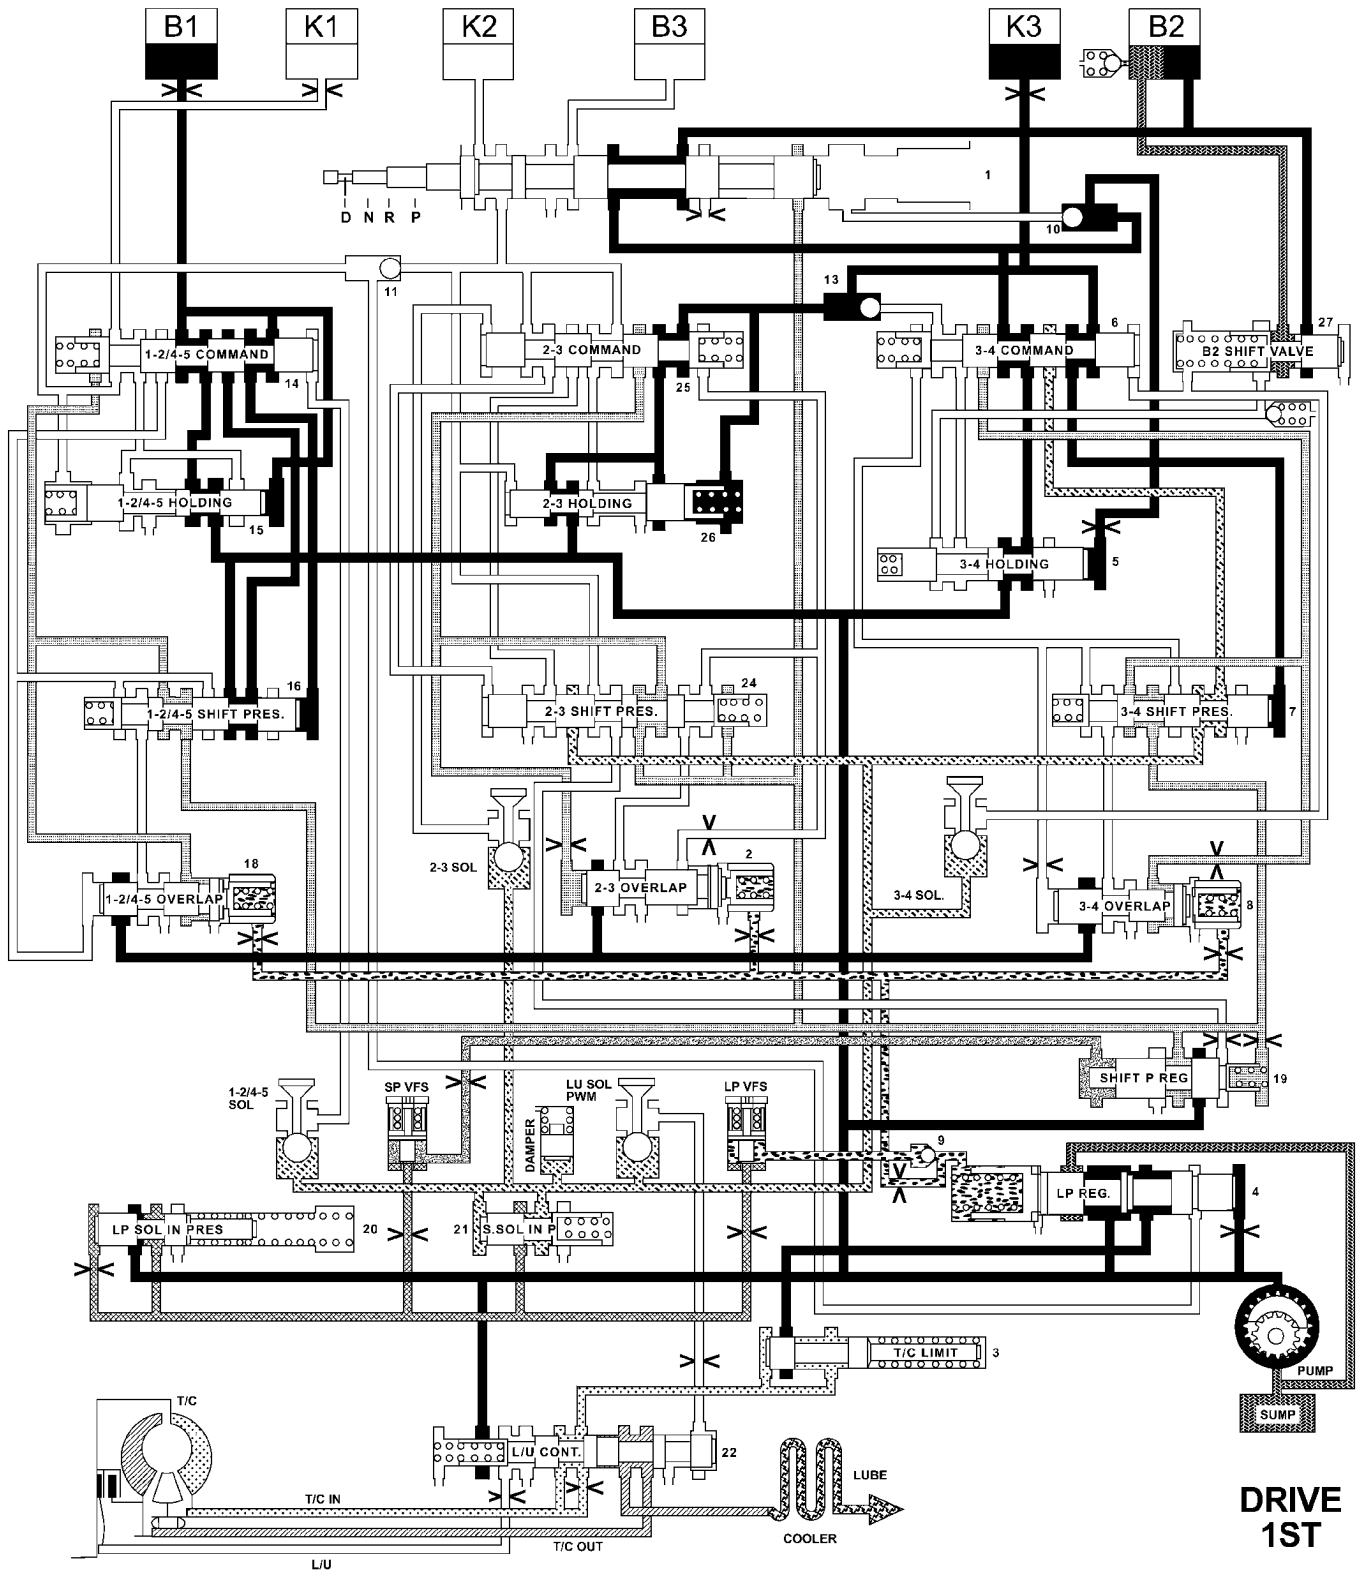 B1 K1 K2 B3 K3 B2
1
D N R P
10
11
13
27
6
1-2/4-5 COMMAND
2-3 COMMAND
3-4 COMMAND
B2 SHIFT VALVE
14
25
1-2/4-5 HOLDING
2-3 HOLDING
15
26
3-4 HOLDING
5
16
24
1-2/4-5 SHIFT PRES.
2-3 SHIFT PRES.
3-4 SHIFT PRES.
7
18
2
2-3 SOL
3-4 SOL.
1-2/4-5 OVERLAP
2-3 OVERLAP
3-4 OVERLAP
8
SHIFT P REG
19
1-2/4-5
SOL
SP VFS
LU SOL
PWM
LP VFS
DAMPER
9
LP REG.
4
LP SOL IN PRES
20
21
S.SOL IN P
T/C LIMIT
3
PUMP
SUMP
T/C
L/U CONT.
22
LUBE
T/C IN
COOLER
T/C OUT
L/U
DRIVE
1ST